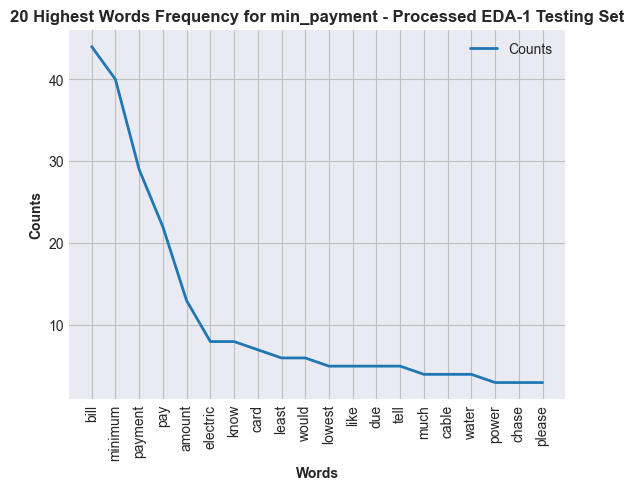 20 Highest Words Frequency for min_payment - Processed EDA-1 Testing Set
Counts
40
30
20
10
Counts
bill
minimum
payment
pay
amount
electric
know
card
least
would
lowest
like
due
tell
much
cable
water
power
chase
please
Words